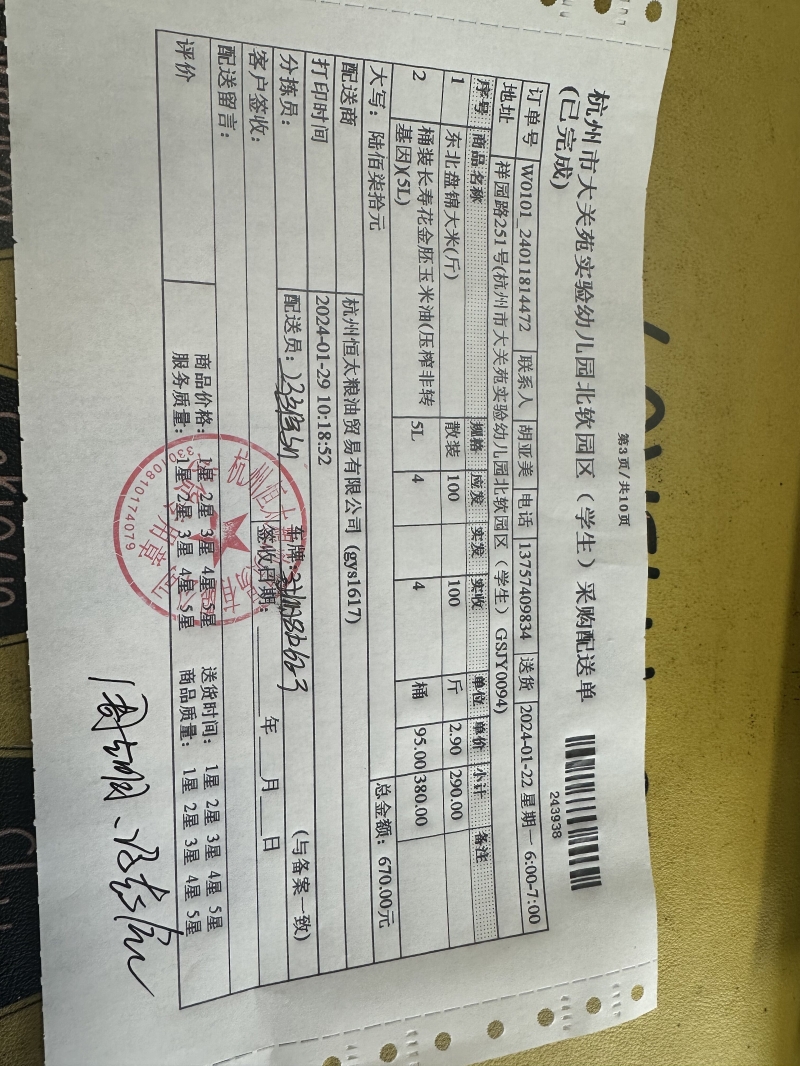 第3页/共10页
杭州市大关苑实验幼儿园北软园区（学生）采购配送单
(已完成)
243938
订单号 W0101_24011814472 联系人 胡亚美 电话 13757409834 送货 2024-01-22 星期一 6:00-7:00
地址 祥园路251号(杭州市大关苑实验幼儿园北软园区（学生）GSJY0094)
序号 商品名称 规格 应发 实发 实收 单位 单价 小计 备注
1 东北盘锦大米(斤) 散装 100 100 斤 2.90 290.00
2 桶装长寿花金胚玉米油(压榨非转基因)(5L) 5L 4 4 桶 95.00 380.00
大写: 陆佰柒拾元 总金额: 670.00元
配送商 杭州恒太粮油贸易有限公司 (gys1617)
打印时间 2024-01-29 10:18:52
分拣员: 配送员: 车牌: (与备案一致)
客户签收: 签收日期: ____年__月__日
配送留言:
评价 商品价格: 1星 2星 3星 4星 5星 送货时间: 1星 2星 3星 4星 5星
服务质量: 1星 2星 3星 4星 5星 商品质量: 1星 2星 3星 4星 5星